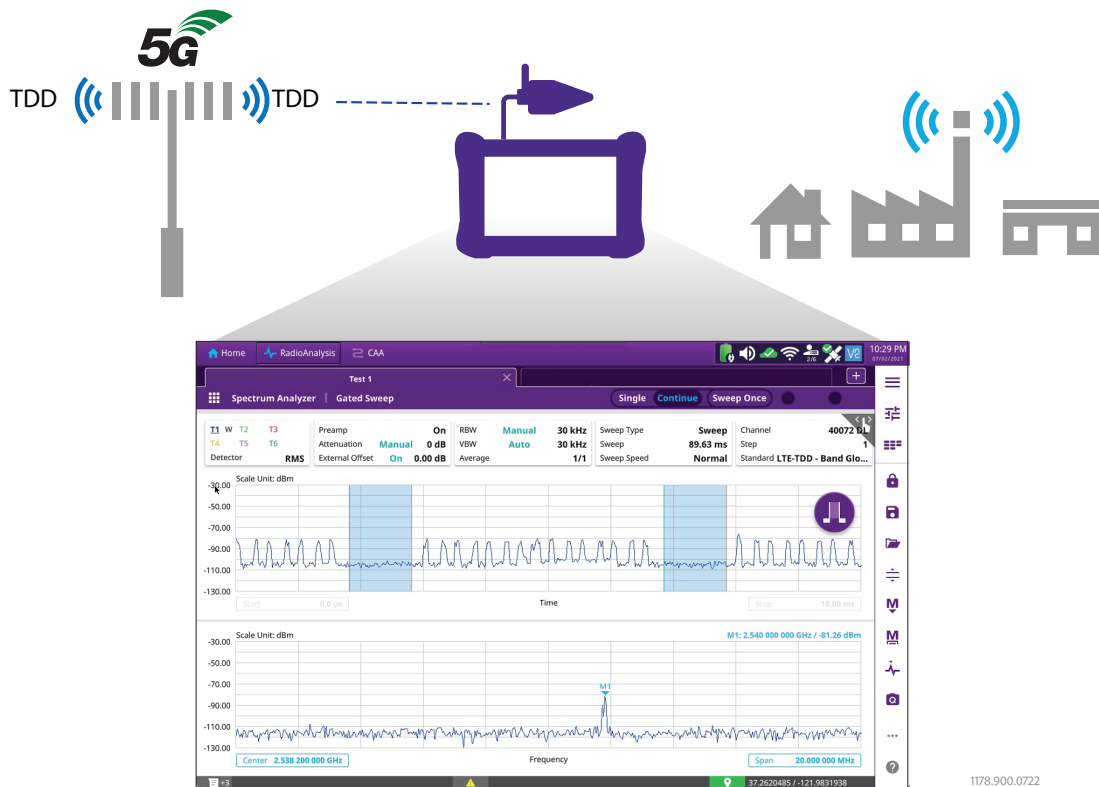 5G
TDD TDD
Home RadioAnalysis CAA 2/6 10:29 PM
07/02/2021
Test 1
Spectrum Analyzer | Gated Sweep Single Continue Sweep Once
T1 W T2 T3 Preamp On RBW Manual 30 kHz Sweep Type Sweep Channel 40072 DL
T4 T5 T6 Attenuation Manual 0 dB VBW Auto 30 kHz Sweep 89.63 ms Step 1
Detector RMS External Offset On 0.00 dB Average 1/1 Sweep Speed Normal Standard LTE-TDD - Band Glo...
Scale Unit: dBm
-30.00
-50.00
-70.00
-90.00
-110.00
-130.00
Start 0.0 µs Time Stop 10.00 ms
Scale Unit: dBm M1: 2.540 000 000 GHz / -81.26 dBm
-30.00
-50.00
-70.00
M1
-90.00
-110.00
-130.00
Center 2.538 200 000 GHz Frequency Span 20.000 000 MHz
+3 37.2620485 / -121.9831938
M
M
1178.900.0722